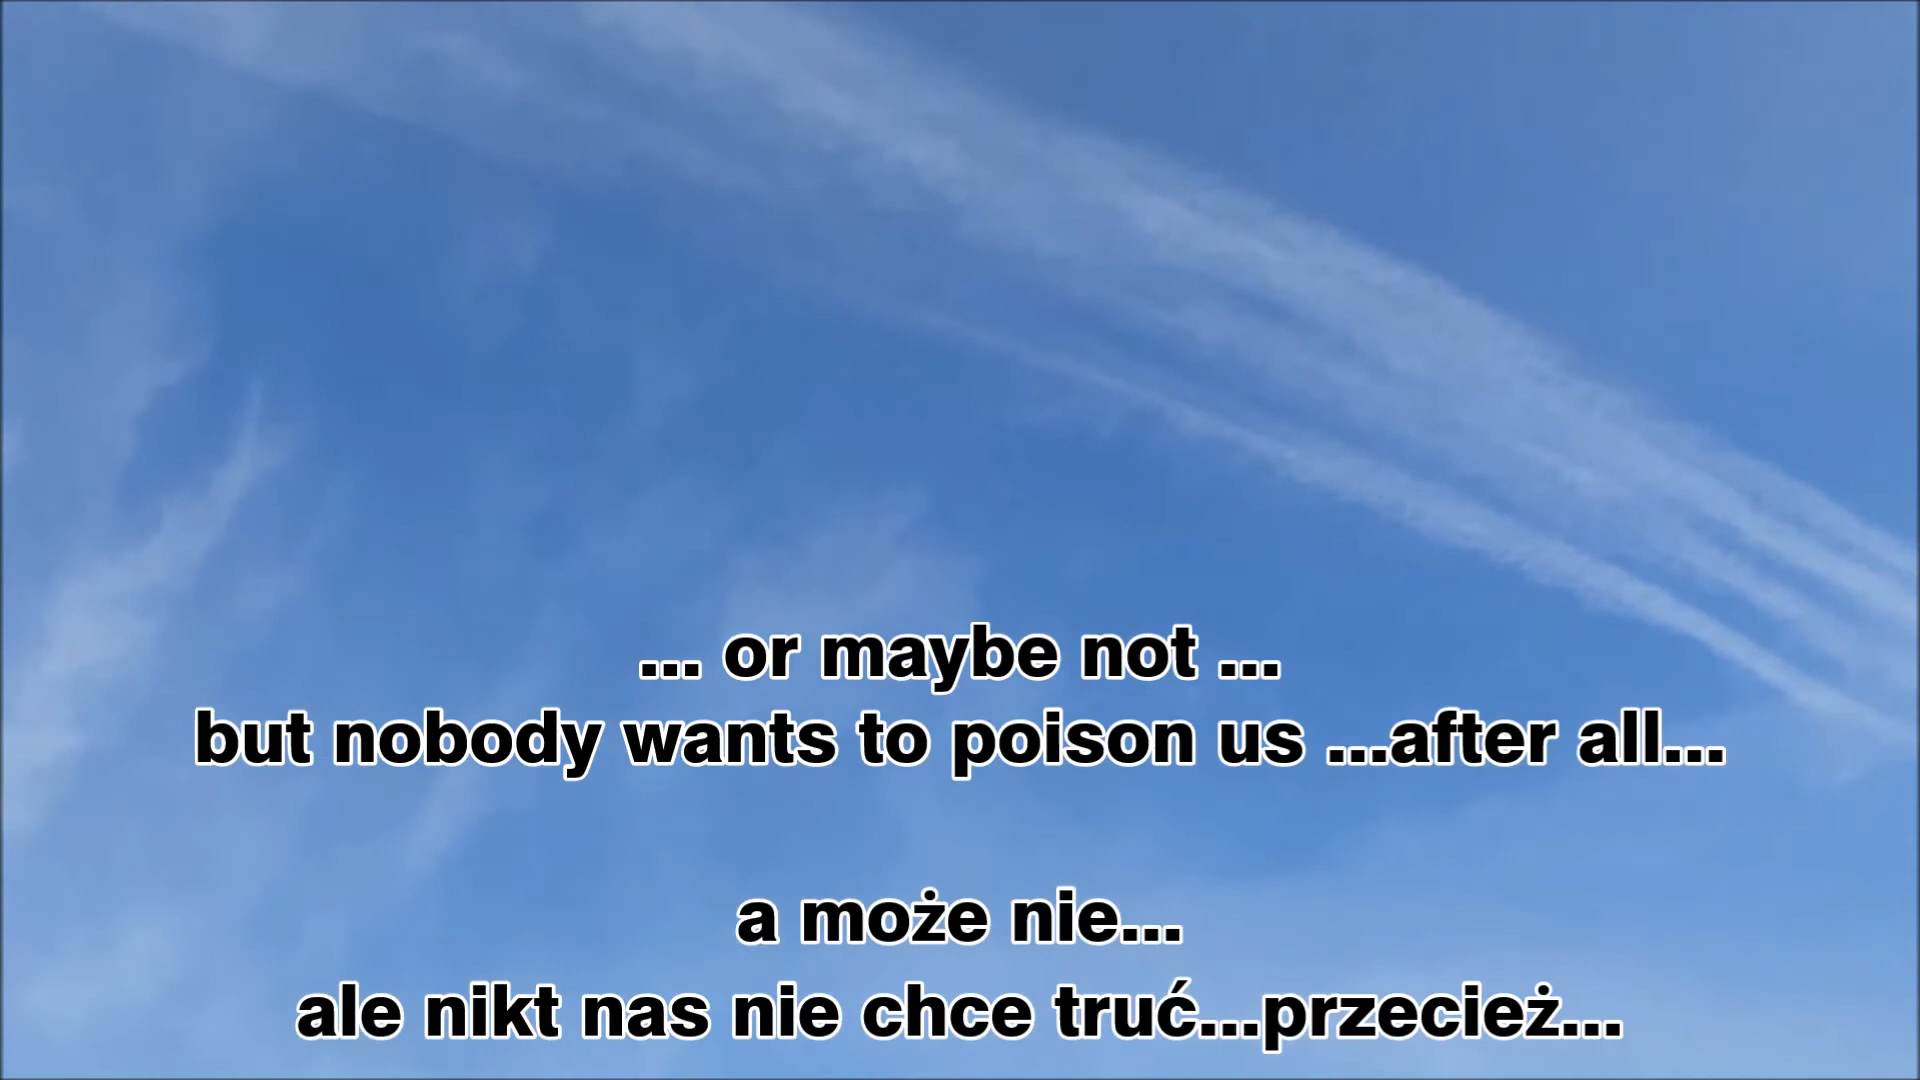 ... or maybe not ...
but nobody wants to poison us ...after all...
a może nie...
ale nikt nas nie chce truć...przecież...